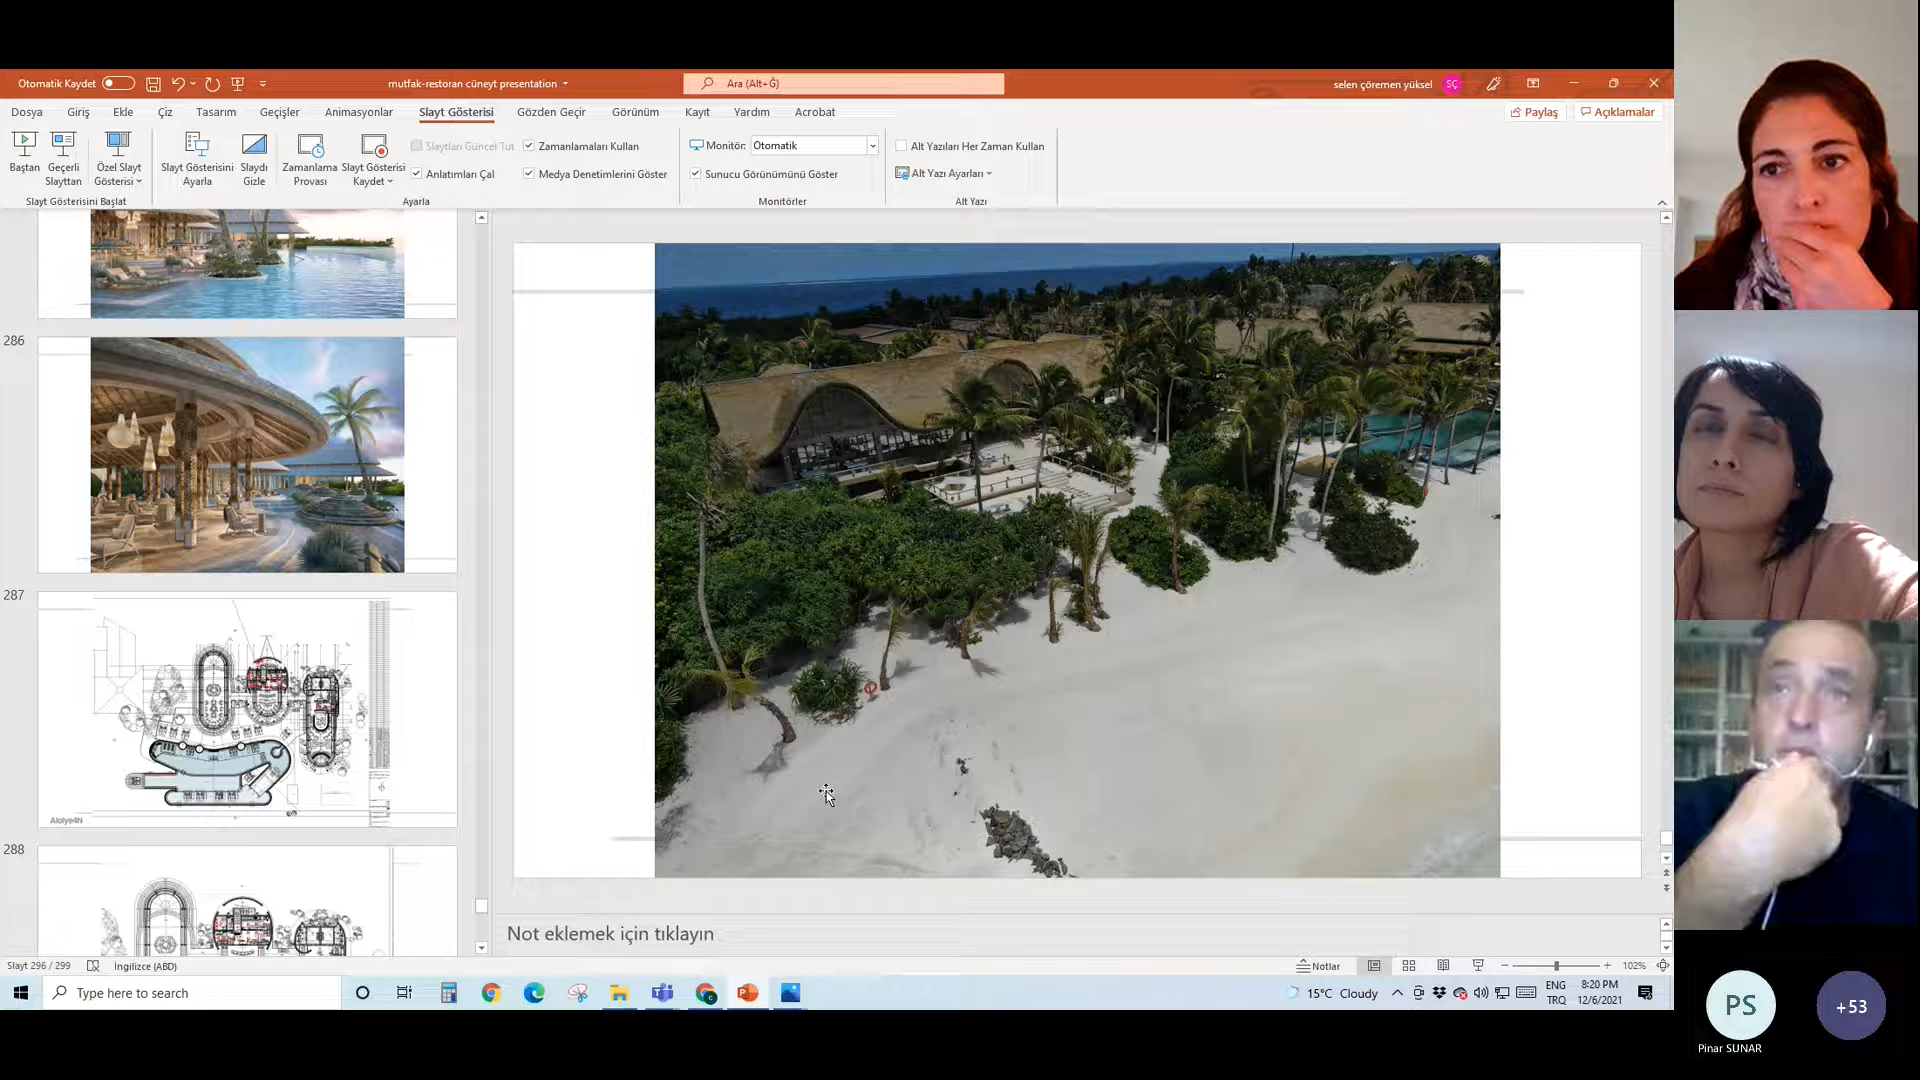 Otomatik Kaydet
mutfak-restoran cüneyt presentation
Ara (Alt+Ğ)
selen çöremen yüksel
SÇ
Dosya Giriş Ekle Çiz Tasarım Geçişler Animasyonlar Slayt Gösterisi Gözden Geçir Görünüm Kayıt Yardım Acrobat
Paylaş
Açıklamalar
Baştan
Geçerli
Slayttan
Özel Slayt
Gösterisi
Slayt Gösterisini Başlat
Slayt Gösterisini
Ayarla
Slaydı
Gizle
Zamanlama
Provası
Slayt Gösterisi
Kaydet
Slaytları Güncel Tut
Anlatımları Çal
Zamanlamaları Kullan
Medya Denetimlerini Göster
Ayarla
Monitör: Otomatik
Sunucu Görünümünü Göster
Monitörler
Alt Yazıları Her Zaman Kullan
Alt Yazı Ayarları
Alt Yazı
286
287
288
Not eklemek için tıklayın
Slayt 296 / 299
İngilizce (ABD)
Notlar
102%
Type here to search
15°C Cloudy
ENG
TRQ
8:20 PM
12/6/2021
PS
Pinar SUNAR
+53